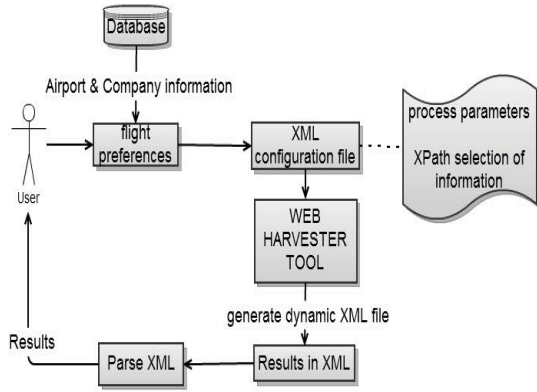 Database
Airport & Company information
flight
preferences
XML
configuration file
process parameters
XPath selection of
information
User
WEB
HARVESTER
TOOL
generate dynamic XML file
Results
Parse XML
Results in XML